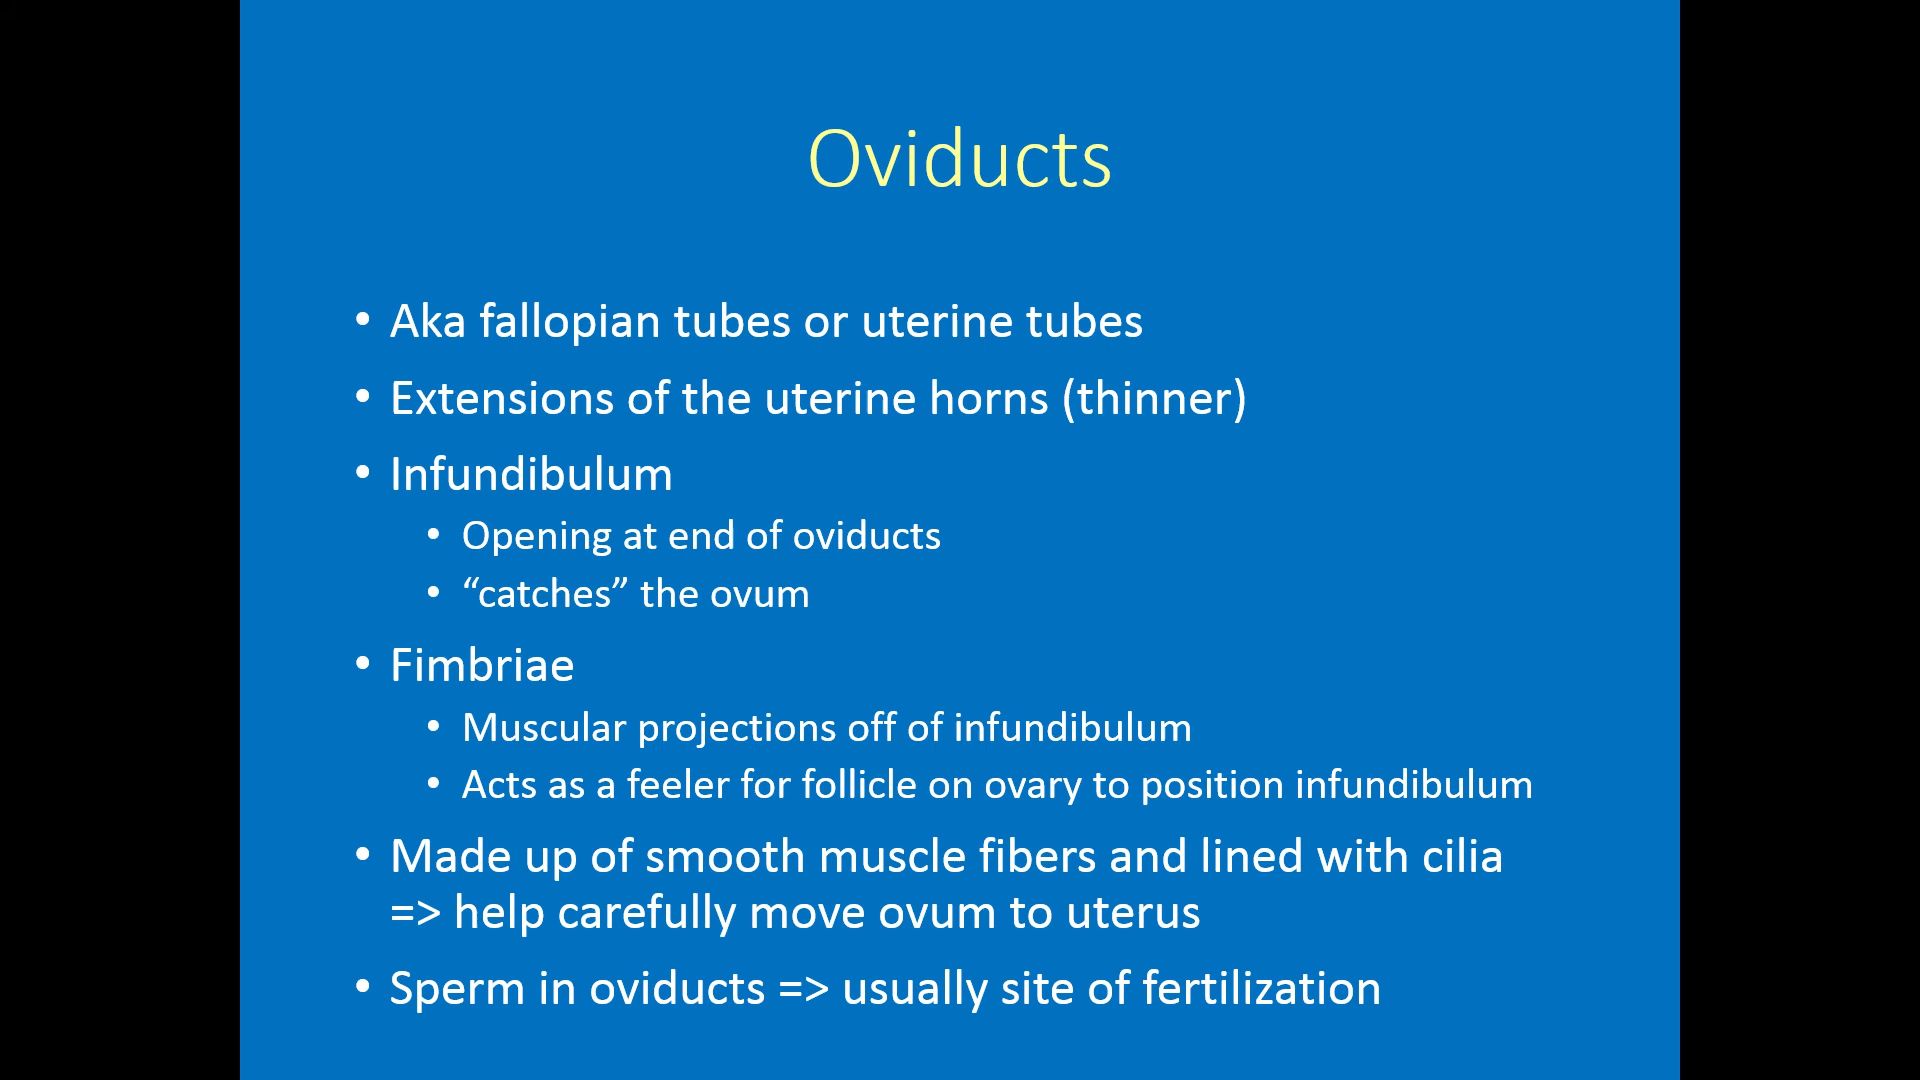 Oviducts
• Aka fallopian tubes or uterine tubes
• Extensions of the uterine horns (thinner)
• Infundibulum
• Opening at end of oviducts
• “catches” the ovum
• Fimbriae
• Muscular projections off of infundibulum
• Acts as a feeler for follicle on ovary to position infundibulum
• Made up of smooth muscle fibers and lined with cilia
=> help carefully move ovum to uterus
• Sperm in oviducts => usually site of fertilization